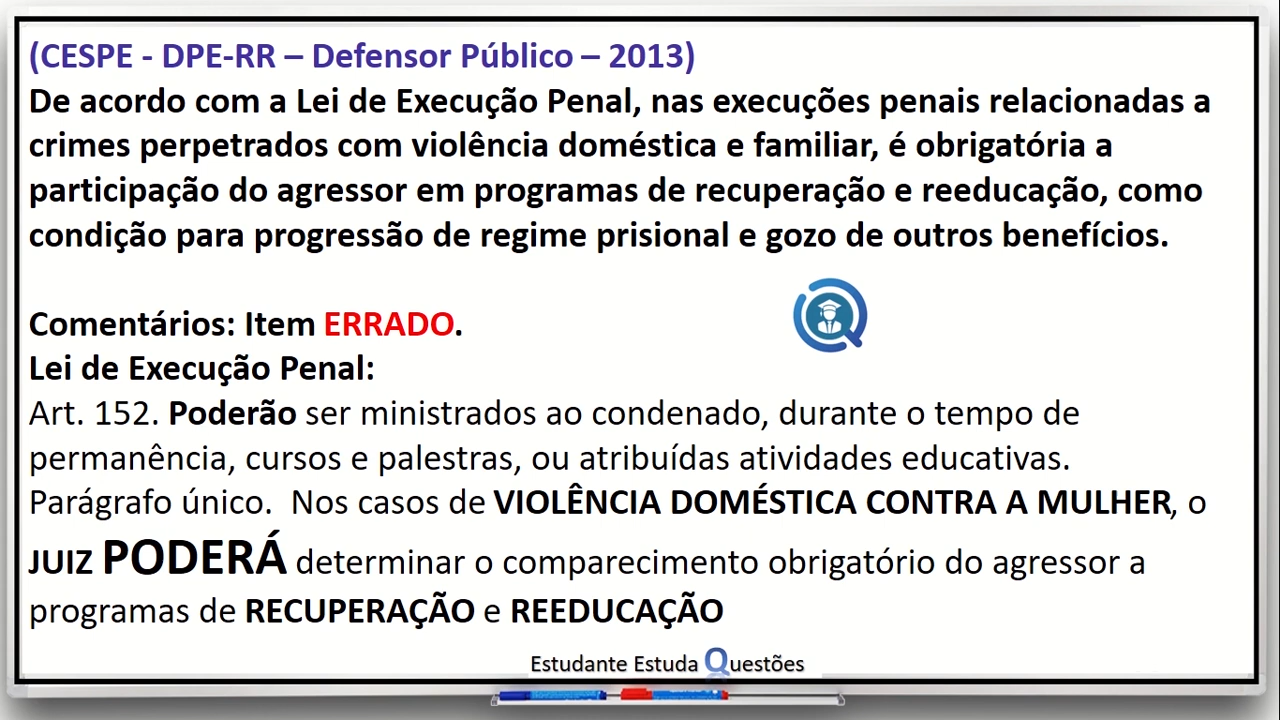 (CESPE - DPE-RR – Defensor Público – 2013)
De acordo com a Lei de Execução Penal, nas execuções penais relacionadas a
crimes perpetrados com violência doméstica e familiar, é obrigatória a
participação do agressor em programas de recuperação e reeducação, como
condição para progressão de regime prisional e gozo de outros benefícios.
Comentários: Item ERRADO.
Lei de Execução Penal:
Art. 152. Poderão ser ministrados ao condenado, durante o tempo de
permanência, cursos e palestras, ou atribuídas atividades educativas.
Parágrafo único. Nos casos de VIOLÊNCIA DOMÉSTICA CONTRA A MULHER, o
JUIZ PODERÁ determinar o comparecimento obrigatório do agressor a
programas de RECUPERAÇÃO e REEDUCAÇÃO
Estudante Estuda Questões